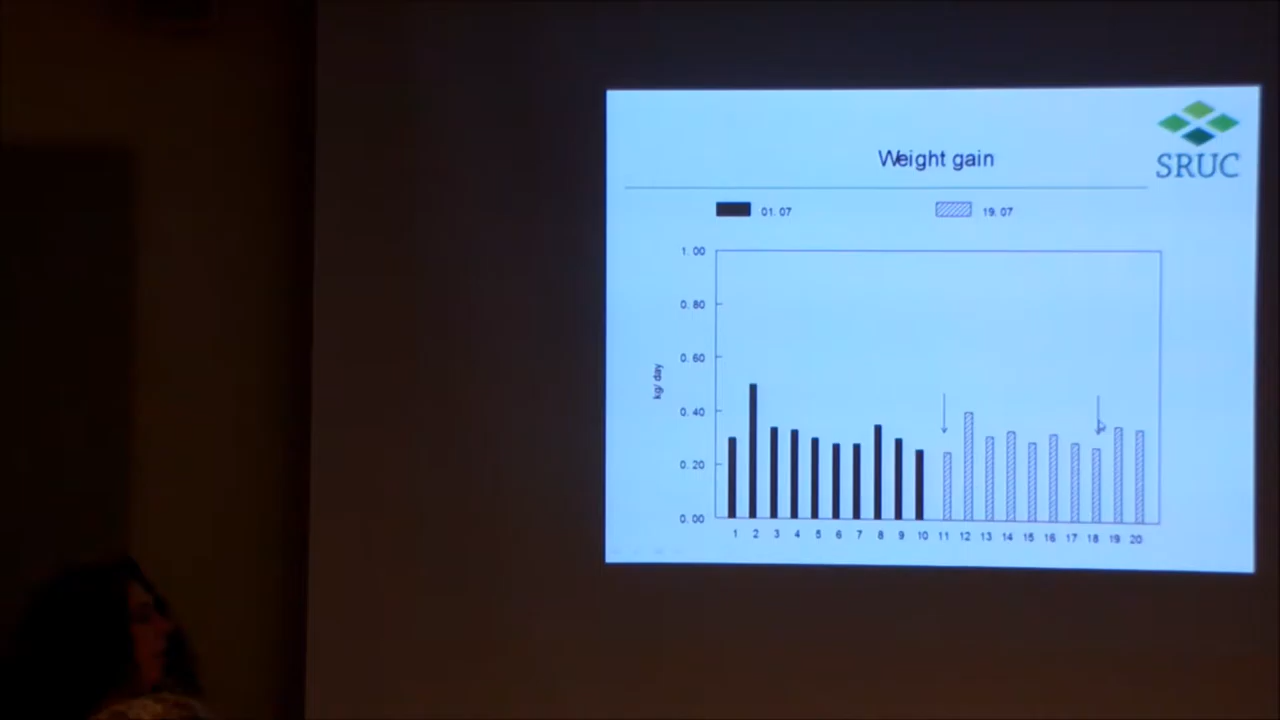 SRUC
Weight gain
01. 07 19. 07
1. 00
0. 80
0. 60
kg/ day
0. 40
0. 20
0. 00
1 2 3 4 5 6 7 8 9 10 11 12 13 14 15 16 17 18 19 20